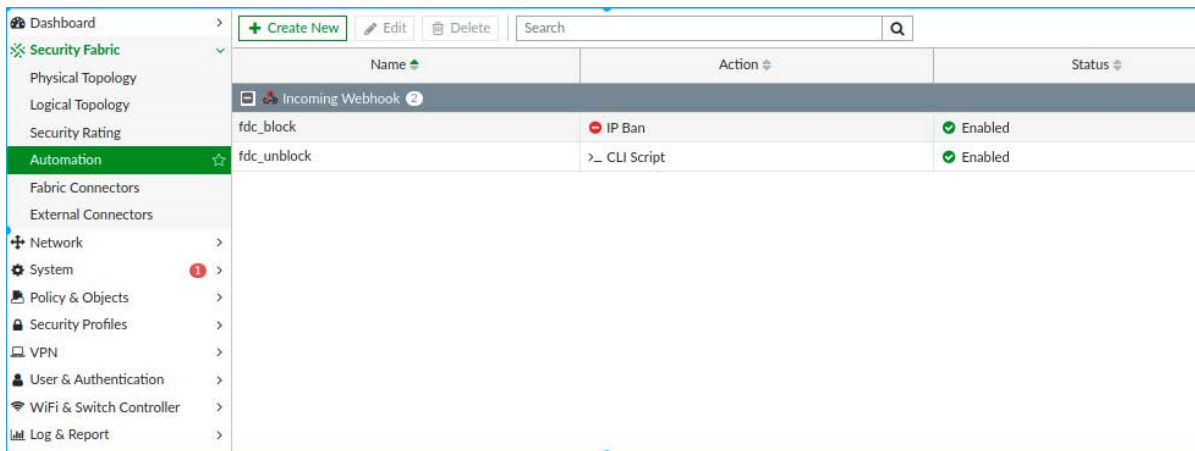 Dashboard
Security Fabric
Physical Topology
Logical Topology
Security Rating
Automation
Fabric Connectors
External Connectors
Network
System 1
Policy & Objects
Security Profiles
VPN
User & Authentication
WiFi & Switch Controller
Log & Report
+ Create New Edit Delete Search
Name Action Status
Incoming Webhook 2
fdc_block IP Ban Enabled
fdc_unblock >_ CLI Script Enabled